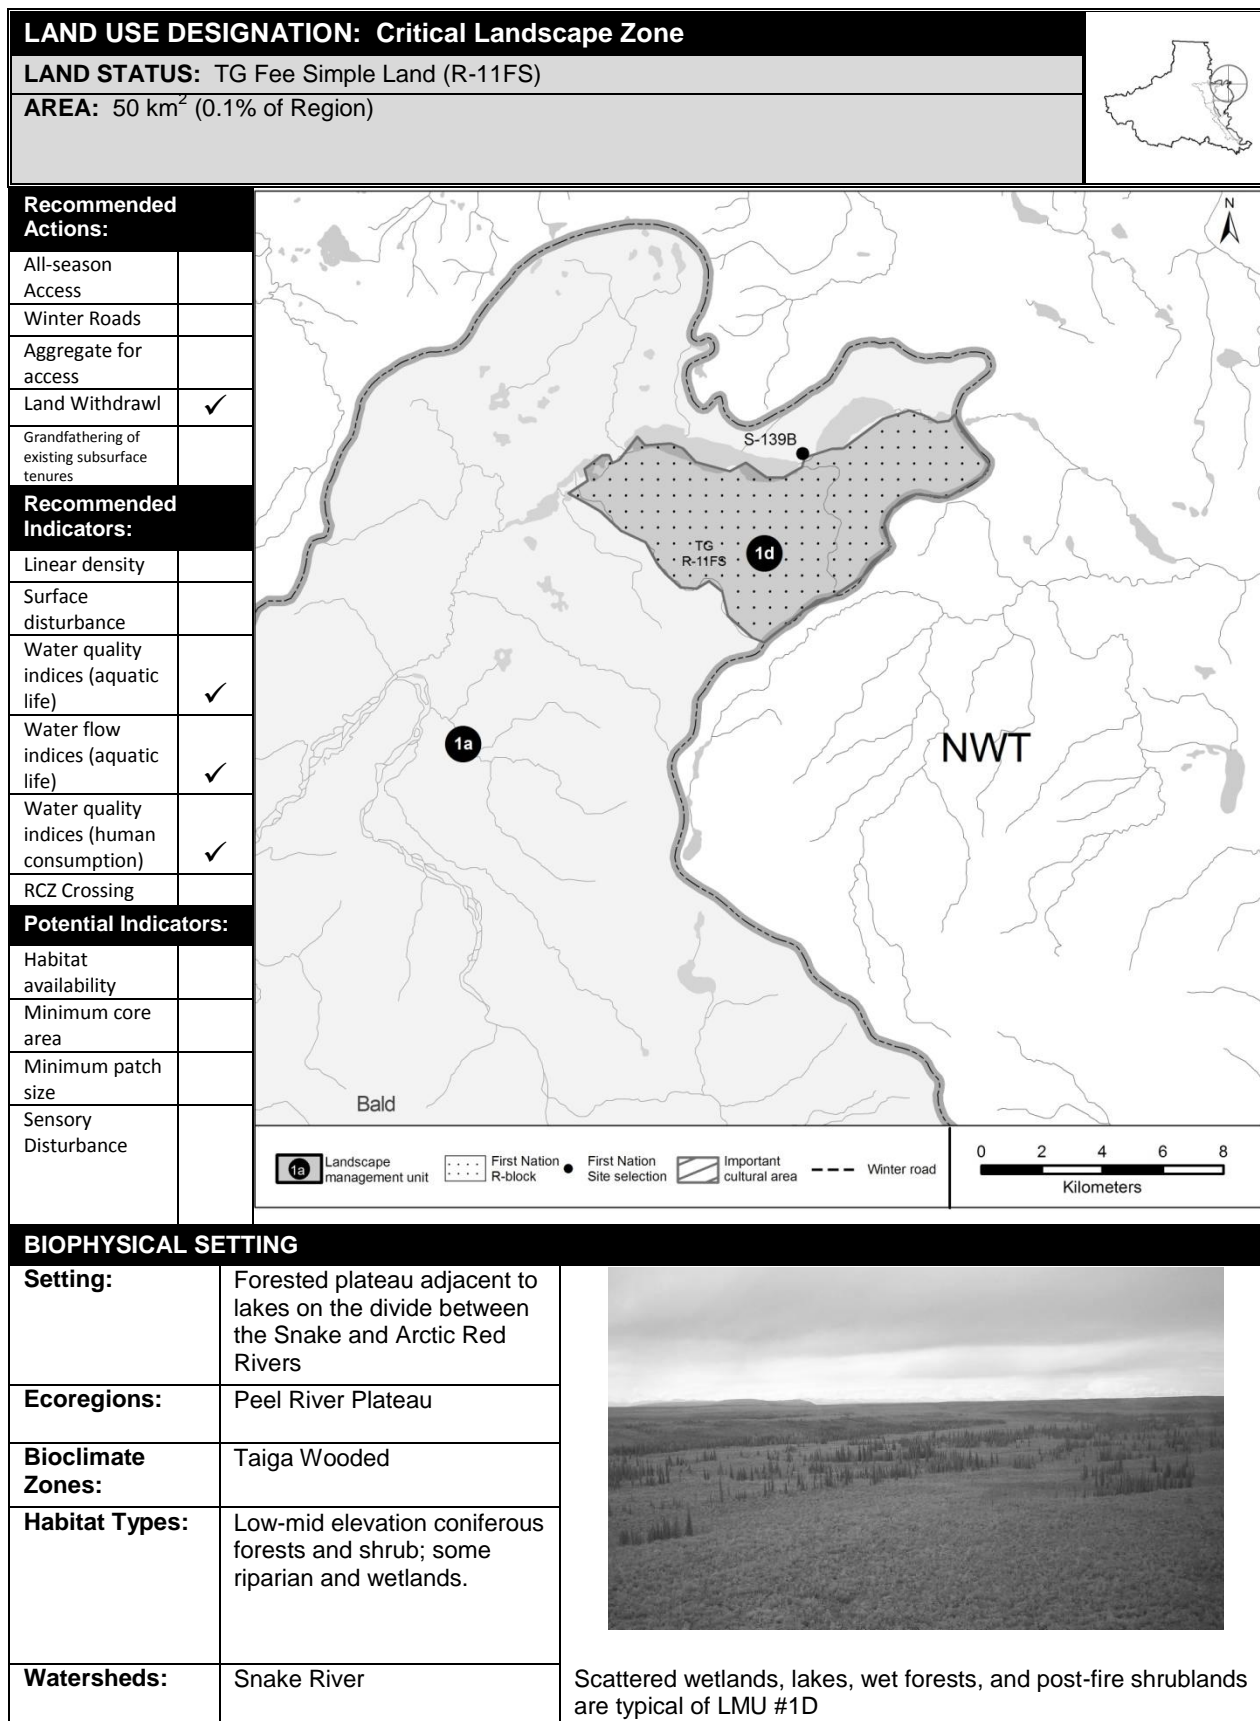 LAND USE DESIGNATION: Critical Landscape Zone
LAND STATUS: TG Fee Simple Land (R-11FS)
AREA: 50 km2 (0.1% of Region)
Recommended
Actions:
All-season
Access
Winter Roads
Aggregate for
access
Land Withdrawl ✓
Grandfathering of
existing subsurface
tenures
Recommended
Indicators:
Linear density
Surface
disturbance
Water quality
indices (aquatic
life) ✓
Water flow
indices (aquatic
life) ✓
Water quality
indices (human
consumption) ✓
RCZ Crossing
Potential Indicators:
Habitat
availability
Minimum core
area
Minimum patch
size
Sensory
Disturbance
N
S-139B
TG
R-11FS
1d
1a
NWT
Bald
1a
Landscape
management unit
First Nation
R-block
First Nation
Site selection
Important
cultural area
Winter road
0 2 4 6 8
Kilometers
BIOPHYSICAL SETTING
Setting: Forested plateau adjacent to
lakes on the divide between
the Snake and Arctic Red
Rivers
Ecoregions: Peel River Plateau
Bioclimate
Zones:
Taiga Wooded
Habitat Types: Low-mid elevation coniferous
forests and shrub; some
riparian and wetlands.
Watersheds: Snake River
Scattered wetlands, lakes, wet forests, and post-fire shrublands
are typical of LMU #1D